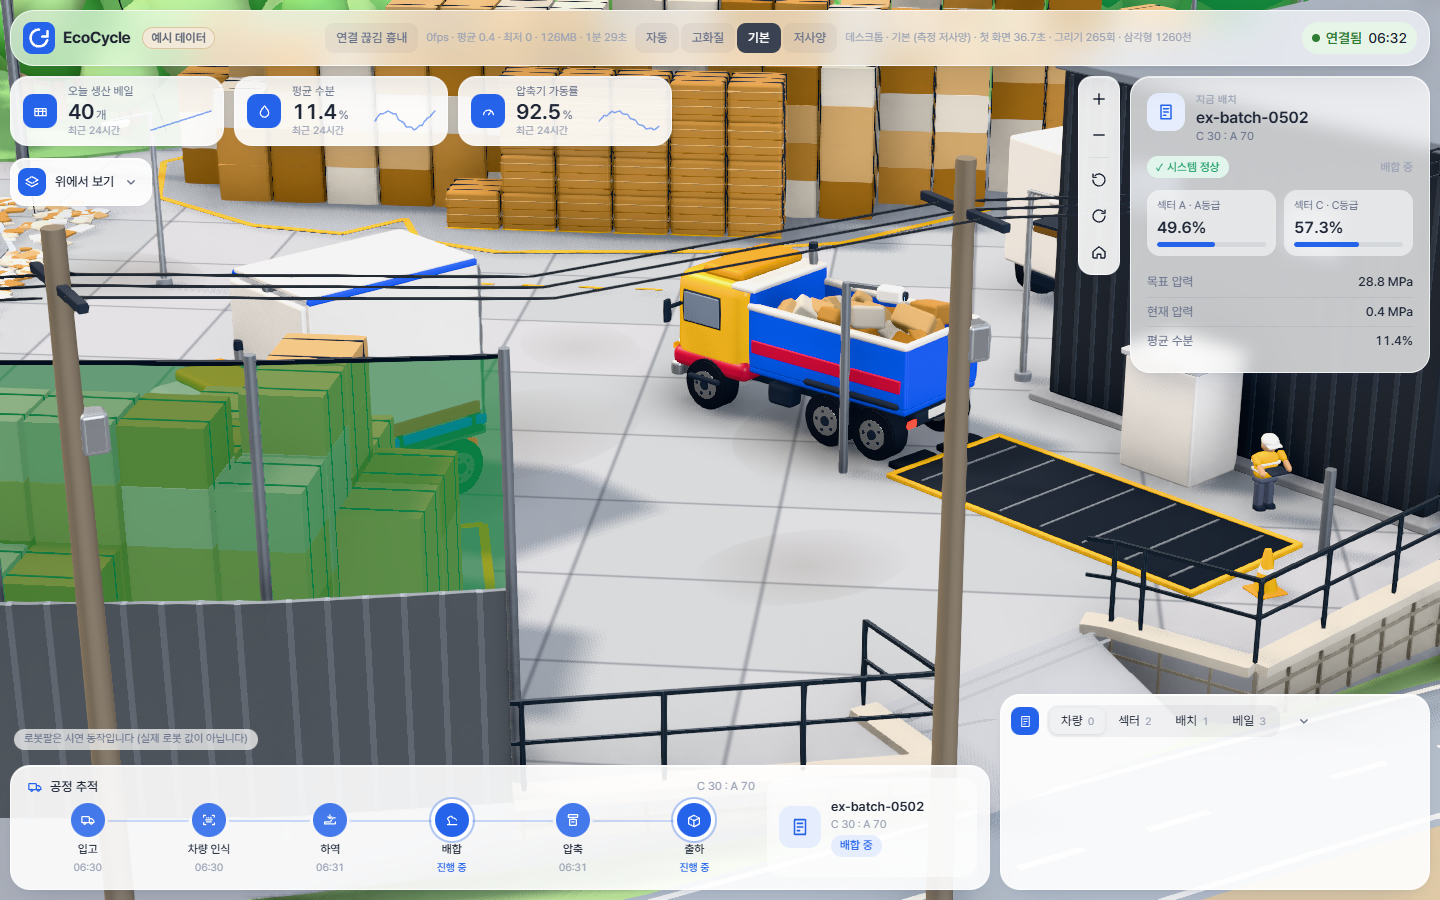 EcoCycle
예시 데이터
연결 끊김 흉내
0fps · 평균 0.4 · 최저 0 · 126MB · 1분 29초
자동
고화질
기본
저사양
데스크톱 · 기본 (측정 저사양) · 첫 화면 36.7초 · 그리기 265회 · 삼각형 1260천
연결됨 06:32
오늘 생산 베일
40개
최근 24시간
평균 수분
11.4%
최근 24시간
압축기 가동률
92.5%
최근 24시간
위에서 보기
지금 배치
ex-batch-0502
C 30 : A 70
✓ 시스템 정상
배합 중
섹터 A · A등급
49.6%
섹터 C · C등급
57.3%
목표 압력 28.8 MPa
현재 압력 0.4 MPa
평균 수분 11.4%
로봇팔은 시연 동작입니다 (실제 로봇 값이 아닙니다)
공정 추적
C 30 : A 70
입고
06:30
차량 인식
06:30
하역
06:31
배합
진행 중
압축
06:31
출하
진행 중
ex-batch-0502
C 30 : A 70
배합 중
차량 0
섹터 2
배치 1
베일 3